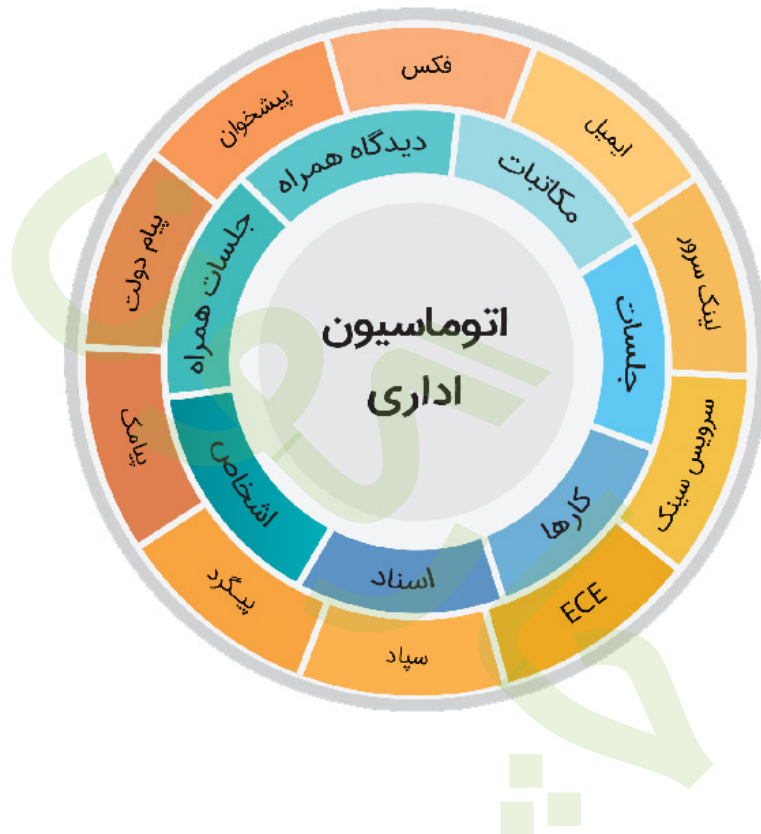 اتوماسیون
اداری
مکاتبات
جلسات
کارها
اسناد
اشخاص
جلسات همراه
دیدگاه همراه
فکس
ایمیل
لینک سرور
سرویس سینک
ECE
سپاد
پیگرد
پیامک
پیام دولت
پیشخوان